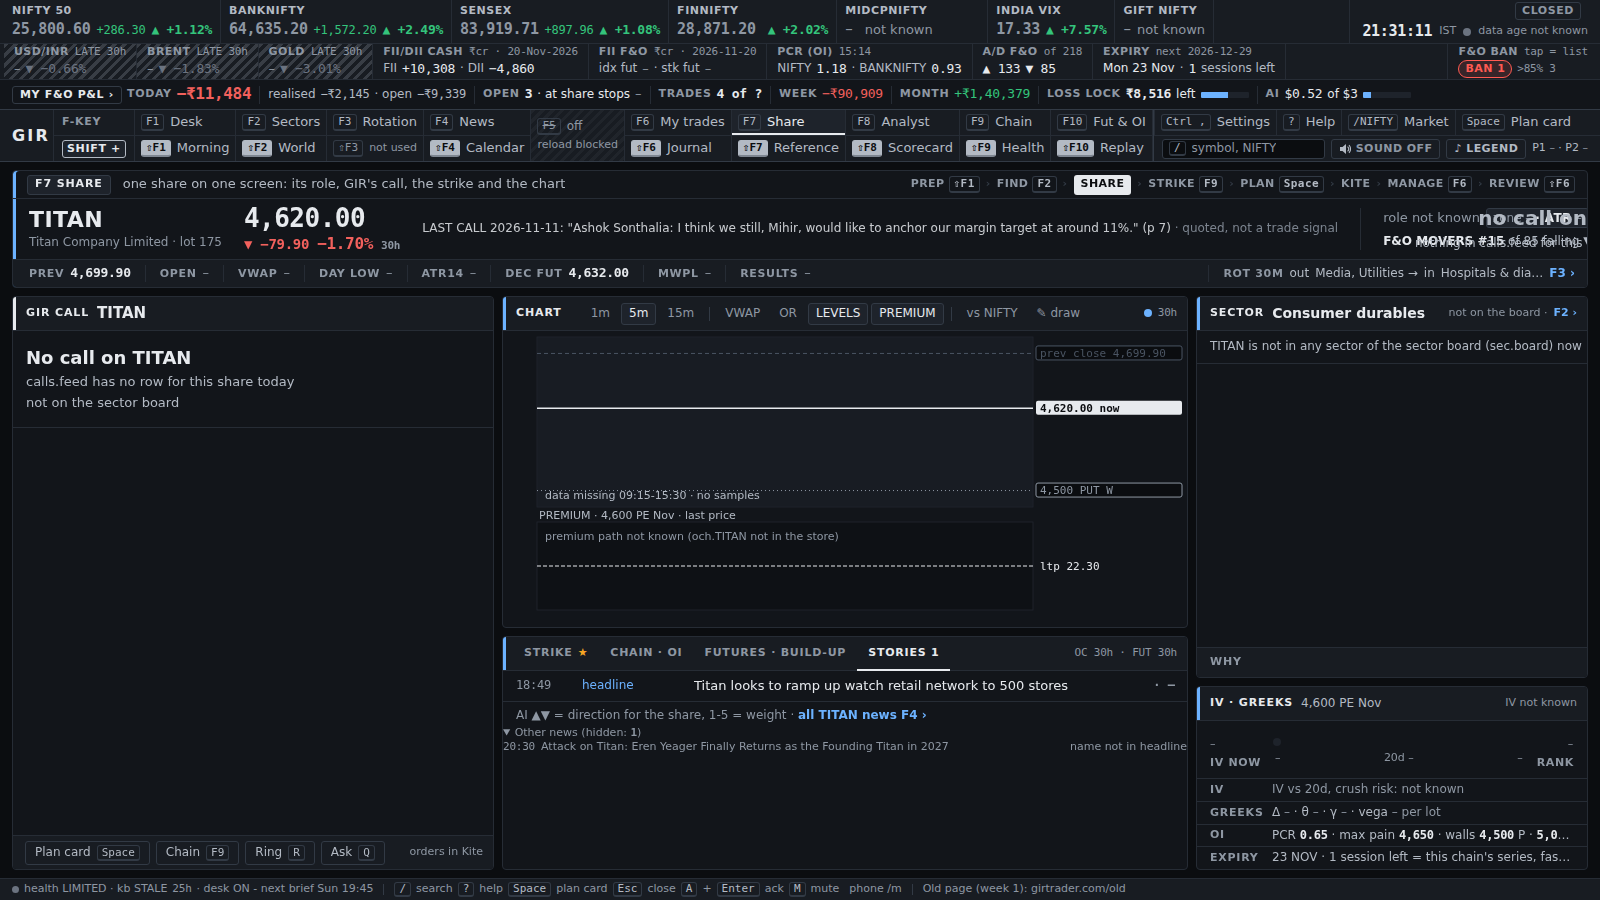 NIFTY 50 BANKNIFTY SENSEX FINNIFTY MIDCPNIFTY INDIA VIX GIFT NIFTY CLOSED
25,800.60 +286.30 ▲ +1.12% 64,635.20 +1,572.20 ▲ +2.49% 83,919.71 +897.96 ▲ +1.08% 28,871.20 ▲ +2.02% – not known 17.33 ▲ +7.57% – not known 21:31:11 IST data age not known
USD/INR LATE 30h BRENT LATE 30h GOLD LATE 30h FII/DII CASH ₹cr · 20-Nov-2026 FII F&O ₹cr · 2026-11-20 PCR (OI) 15:14 A/D F&O of 218 EXPIRY next 2026-12-29 F&O BAN tap = list
– ▼ −0.66% – ▼ −1.83% – ▼ −3.01% FII +10,308 · DII −4,860 idx fut – · stk fut – NIFTY 1.18 · BANKNIFTY 0.93 ▲ 133 ▼ 85 Mon 23 Nov · 1 sessions left BAN 1 >85% 3
MY F&O P&L › TODAY −₹11,484 realised −₹2,145 · open −₹9,339 OPEN 3 · at share stops – TRADES 4 of ? WEEK −₹90,909 MONTH +₹1,40,379 LOSS LOCK ₹8,516 left AI $0.52 of $3
GIR F-KEY F1 Desk F2 Sectors F3 Rotation F4 News F5 off F6 My trades F7 Share F8 Analyst F9 Chain F10 Fut & OI Ctrl , Settings ? Help /NIFTY Market Space Plan card
SHIFT + ⇧F1 Morning ⇧F2 World ⇧F3 not used ⇧F4 Calendar reload blocked ⇧F6 Journal ⇧F7 Reference ⇧F8 Scorecard ⇧F9 Health ⇧F10 Replay / symbol, NIFTY SOUND OFF ♪ LEGEND P1 – · P2 –
F7 SHARE one share on one screen: its role, GIR's call, the strike and the chart PREP ⇧F1 › FIND F2 › SHARE › STRIKE F9 › PLAN Space › KITE › MANAGE F6 › REVIEW ⇧F6
TITAN 4,620.00 LAST CALL 2026-11-11: "Ashok Sonthalia: I think we still, Mihir, would like to anchor our margin target at around 11%." (p 7) · quoted, not a trade signal role not known no call on
Titan Company Limited · lot 175 ▼ −79.90 −1.70% 30h F&O MOVERS #15 of 85 falling ▼ nothing in calls.feed for this
PREV 4,699.90 OPEN – VWAP – DAY LOW – ATR14 – DEC FUT 4,632.00 MWPL – RESULTS – ROT 30M out Media, Utilities → in Hospitals & dia… F3 ›
GIR CALL TITAN
No call on TITAN
calls.feed has no row for this share today
not on the sector board
Plan card Space Chain F9 Ring R Ask Q orders in Kite
CHART 1m 5m 15m VWAP OR LEVELS PREMIUM vs NIFTY ✎ draw 30h
prev close 4,699.90
4,620.00 now
4,500 PUT W
data missing 09:15-15:30 · no samples
PREMIUM · 4,600 PE Nov · last price
premium path not known (och.TITAN not in the store)
ltp 22.30
STRIKE ★ CHAIN · OI FUTURES · BUILD-UP STORIES 1 OC 30h · FUT 30h
18:49 headline Titan looks to ramp up watch retail network to 500 stores · –
AI ▲▼ = direction for the share, 1-5 = weight · all TITAN news F4 ›
▼ Other news (hidden: 1)
20:30 Attack on Titan: Eren Yeager Finally Returns as the Founding Titan in 2027 name not in headline
SECTOR Consumer durables not on the board · F2 ›
TITAN is not in any sector of the sector board (sec.board) now
WHY
IV · GREEKS 4,600 PE Nov IV not known
– –
IV NOW – 20d – – RANK
IV IV vs 20d, crush risk: not known
GREEKS Δ – · θ – · γ – · vega – per lot
OI PCR 0.65 · max pain 4,650 · walls 4,500 P · 5,0…
EXPIRY 23 NOV · 1 session left = this chain's series, fas…
health LIMITED · kb STALE 25h · desk ON - next brief Sun 19:45 / search ? help Space plan card Esc close A + Enter ack M mute phone /m Old page (week 1): girtrader.com/old